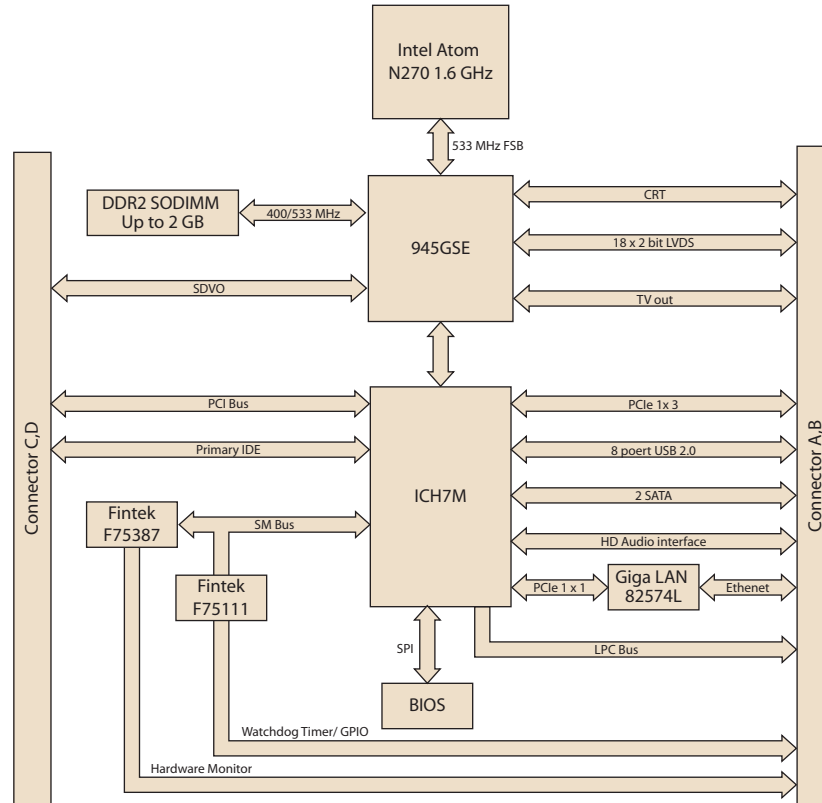 Intel Atom
N270 1.6 GHz
533 MHz FSB
DDR2 SODIMM
Up to 2 GB
400/533 MHz
945GSE
CRT
18 x 2 bit LVDS
SDVO
TV out
Connector C,D
Connector A,B
PCI Bus
PCIe 1x 3
Primary IDE
8 poert USB 2.0
ICH7M
2 SATA
Fintek
F75387
SM Bus
HD Audio interface
Fintek
F75111
PCIe 1 x 1
Giga LAN
82574L
Ethenet
SPI
LPC Bus
BIOS
Watchdog Timer/ GPIO
Hardware Monitor